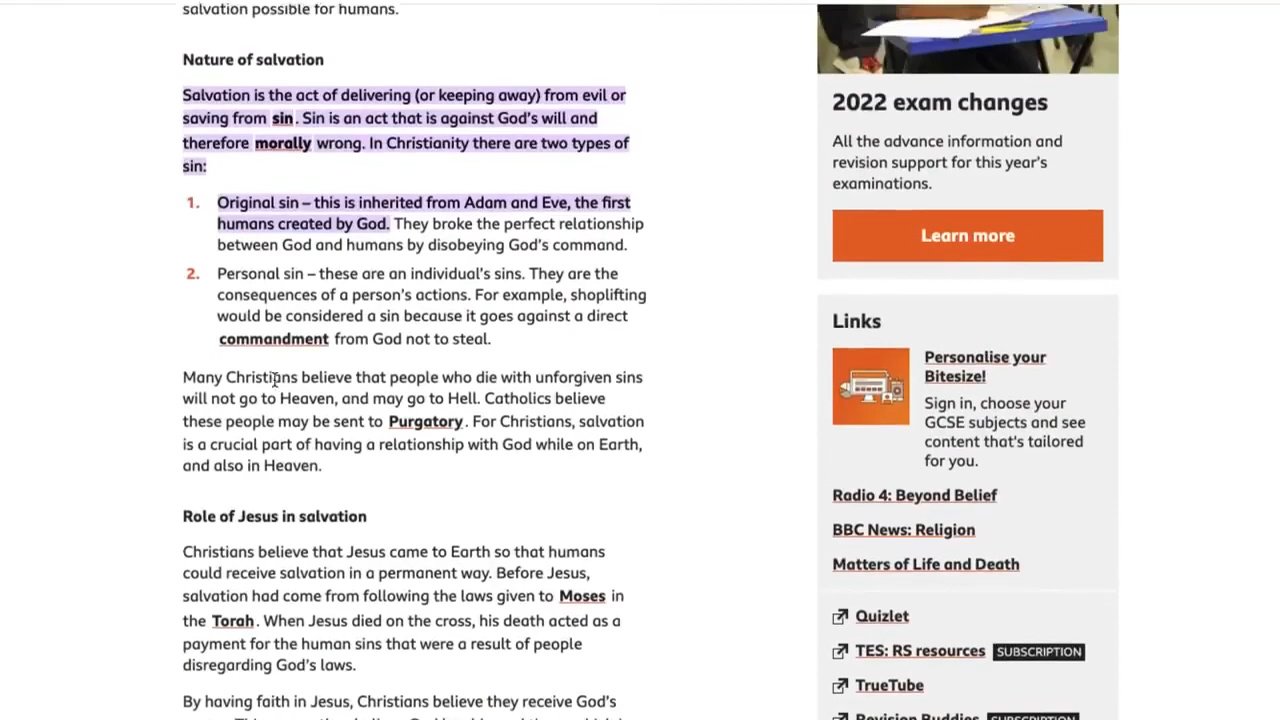 salvation possible for humans.
Nature of salvation
Salvation is the act of delivering (or keeping away) from evil or
saving from sin. Sin is an act that is against God's will and
therefore morally wrong. In Christianity there are two types of
sin:
1. Original sin – this is inherited from Adam and Eve, the first
humans created by God. They broke the perfect relationship
between God and humans by disobeying God's command.
2. Personal sin – these are an individual's sins. They are the
consequences of a person's actions. For example, shoplifting
would be considered a sin because it goes against a direct
commandment from God not to steal.
Many Christians believe that people who die with unforgiven sins
will not go to Heaven, and may go to Hell. Catholics believe
these people may be sent to Purgatory. For Christians, salvation
is a crucial part of having a relationship with God while on Earth,
and also in Heaven.
Role of Jesus in salvation
Christians believe that Jesus came to Earth so that humans
could receive salvation in a permanent way. Before Jesus,
salvation had come from following the laws given to Moses in
the Torah. When Jesus died on the cross, his death acted as a
payment for the human sins that were a result of people
disregarding God's laws.
By having faith in Jesus, Christians believe they receive God's
2022 exam changes
All the advance information and
revision support for this year's
examinations.
Learn more
Links
Personalise your
Bitesize!
Sign in, choose your
GCSE subjects and see
content that's tailored
for you.
Radio 4: Beyond Belief
BBC News: Religion
Matters of Life and Death
Quizlet
TES: RS resources SUBSCRIPTION
TrueTube
Revision Buddies SUBSCRIPTION